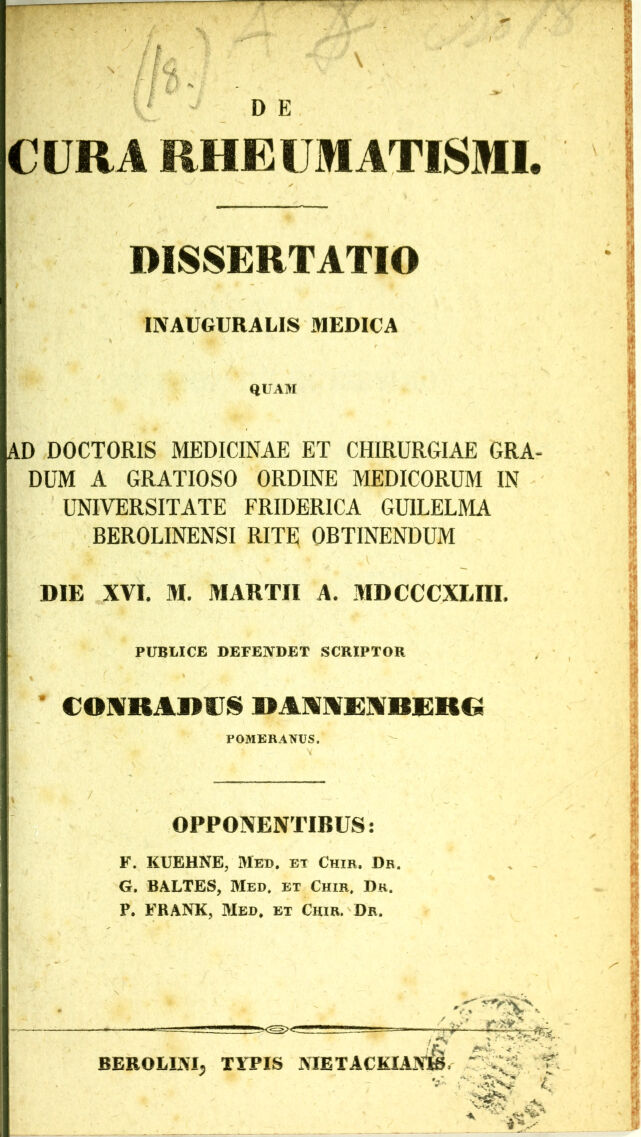 (18.)
DE
CURA RHEUMATISMI.
DISSERTATIO
INAUGURALIS MEDICA
QUAM
AD DOCTORIS MEDICINAE ET CHIRURGIAE GRA-
DUM A GRATIOSO ORDINE MEDICORUM IN
UNIVERSITATE FRIDERICA GUILELMA
BEROLINENSI RITE OBTINENDUM
DIE XVI. M. MARTII A. MDCCCXLIII.
PUBLICE DEFENDET SCRIPTOR
CONRADUS DANNENBERG
POMERANUS.
OPPONENTIBUS:
F. KUEHNE, MED. ET CHIR. DR.
G. BALTES, MED. ET CHIR. DR.
P. FRANK, MED. ET CHIR. DR.
BEROLINI, TYPIS NIETACKIANIS.